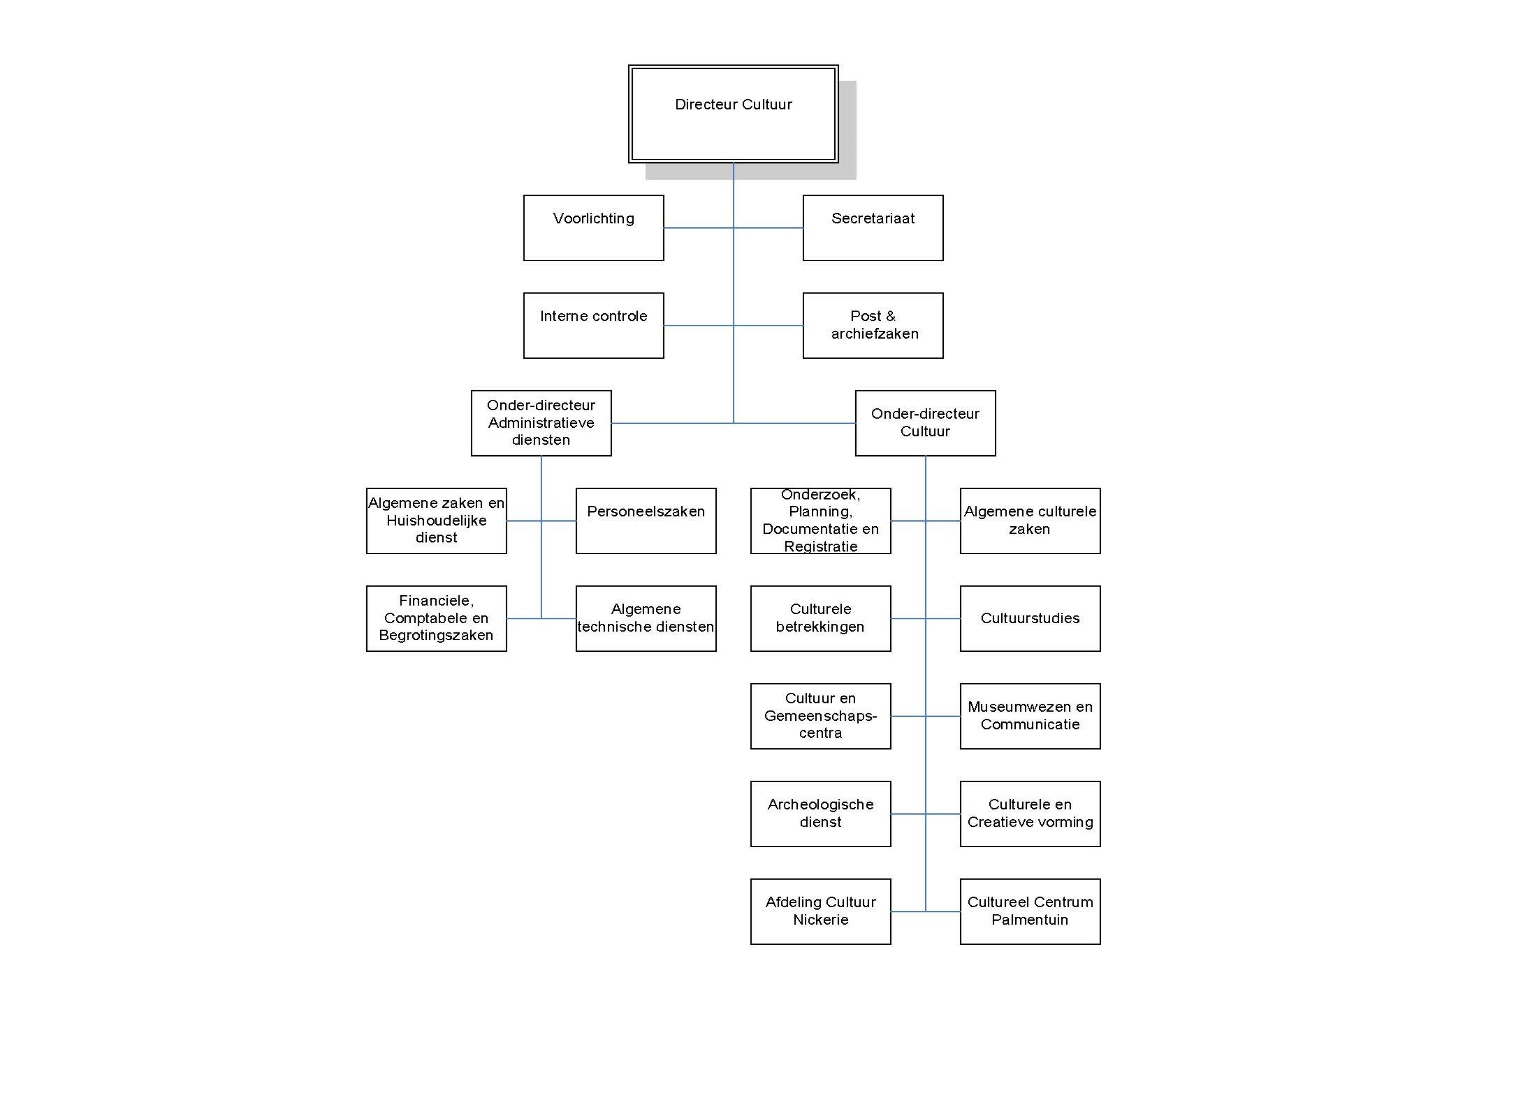 Directeur Cultuur
Voorlichting
Secretariaat
Interne controle
Post &
archiefzaken
Onder-directeur
Administratieve
diensten
Onder-directeur
Cultuur
Algemene zaken en
Huishoudelijke
dienst
Personeelszaken
Onderzoek,
Planning,
Documentatie en
Registratie
Algemene culturele
zaken
Financiele,
Comptabele en
Begrotingszaken
Algemene
technische diensten
Culturele
betrekkingen
Cultuurstudies
Cultuur en
Gemeenschaps-
centra
Museumwezen en
Communicatie
Archeologische
dienst
Culturele en
Creatieve vorming
Afdeling Cultuur
Nickerie
Cultureel Centrum
Palmentuin